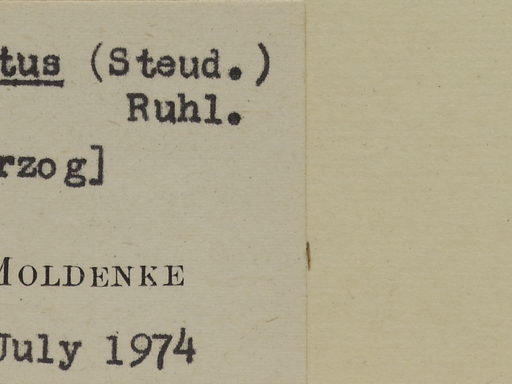 tus (Steud.)
Ruhl.
rzog]
MOLDENKE
July 1974